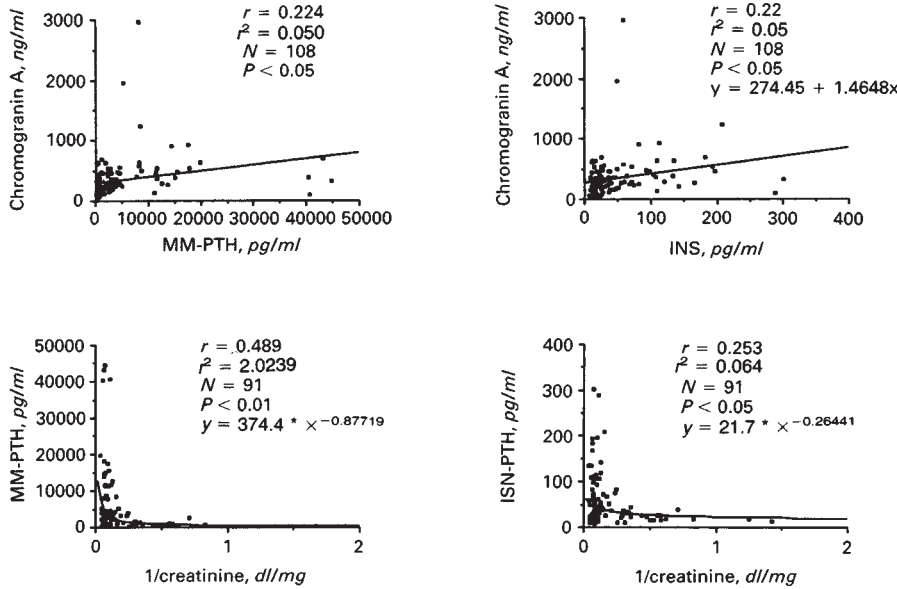 r = 0.224
r² = 0.050
N = 108
P < 0.05
Chromogranin A, ng/ml
3000
2000
1000
0
0 10000 20000 30000 40000 50000
MM-PTH, pg/ml
r = 0.22
r² = 0.05
N = 108
P < 0.05
y = 274.45 + 1.4648x
Chromogranin A, ng/ml
3000
2000
1000
0
0 100 200 300 400
INS, pg/ml
r = 0.489
r² = 2.0239
N = 91
P < 0.01
y = 374.4 * ×^−0.87719
MM-PTH, pg/ml
50000
40000
30000
20000
10000
0
0 1 2
1/creatinine, dl/mg
r = 0.253
r² = 0.064
N = 91
P < 0.05
y = 21.7 * ×^−0.26441
ISN-PTH, pg/ml
400
300
200
100
0
0 1 2
1/creatinine, dl/mg